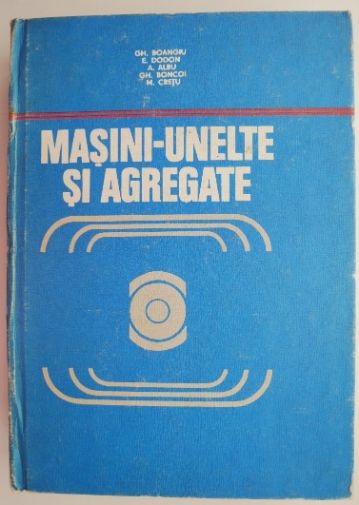 GH. BOANGIU
E. DODON
A. ALBU
GH. BONCOI
M. CREȚU
MAȘINI-UNELTE
ȘI AGREGATE